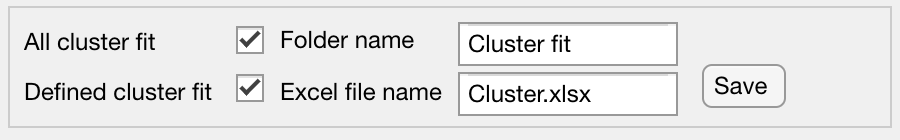 All cluster fit Folder name Cluster fit
Defined cluster fit Excel file name Cluster.xlsx Save